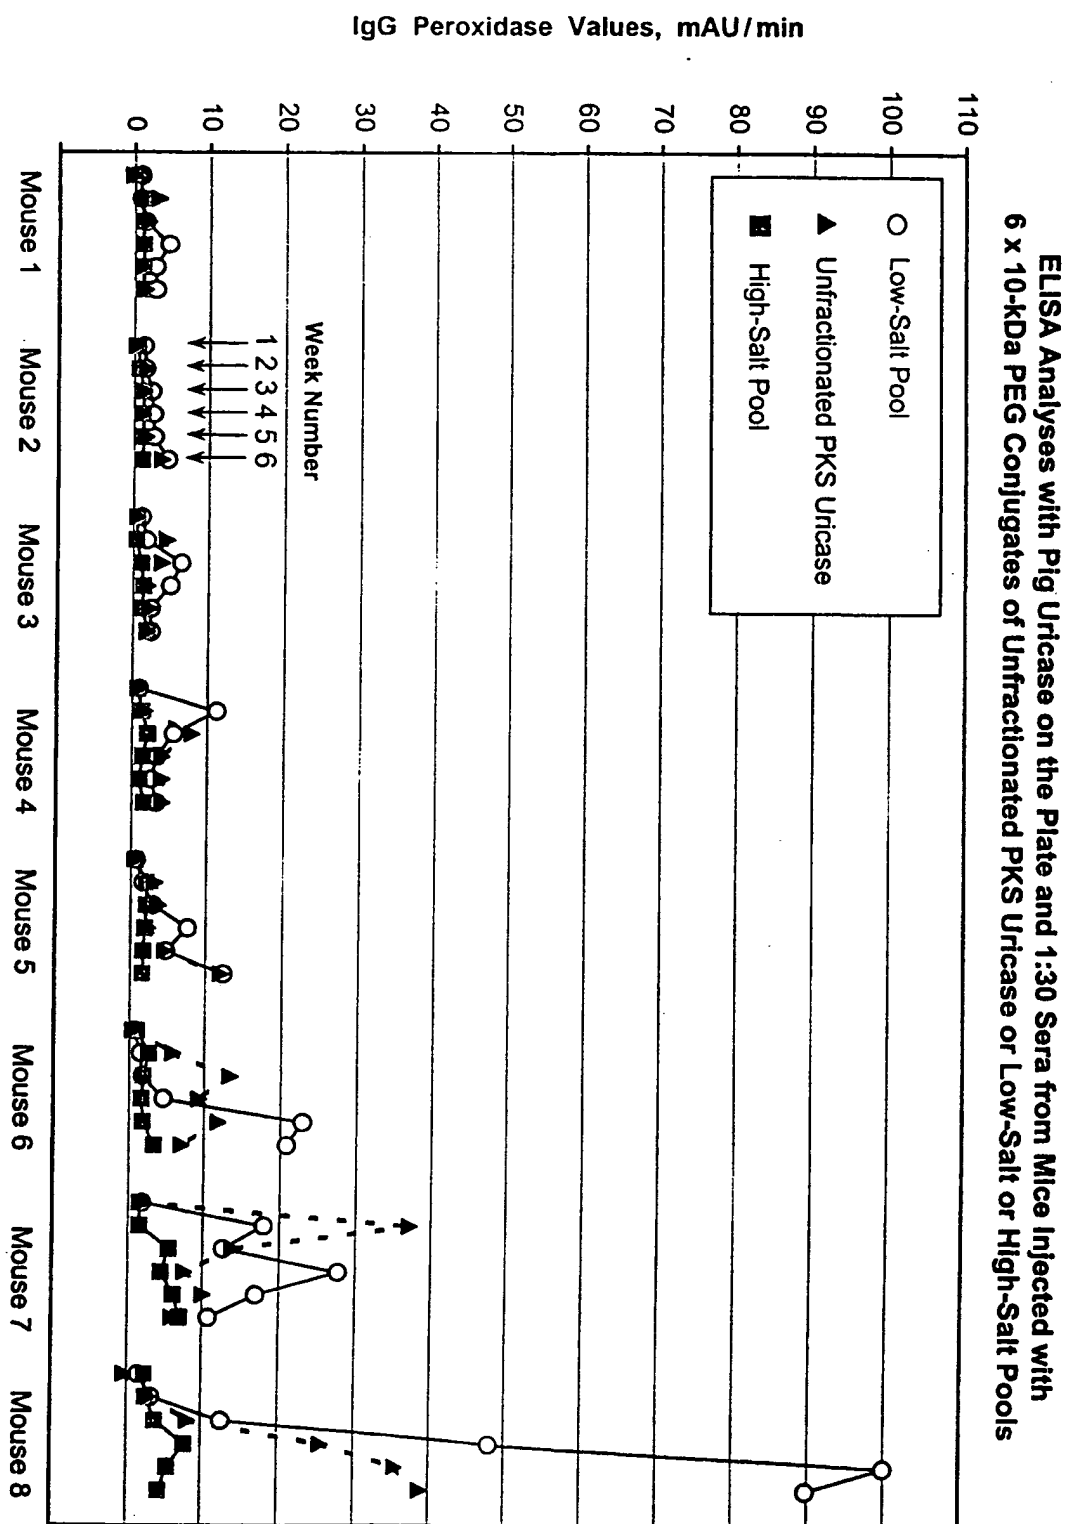 ELISA Analyses with Pig Uricase on the Plate and 1:30 Sera from Mice Injected with
6 x 10-kDa PEG Conjugates of Unfractionated PKS Uricase or Low-Salt or High-Salt Pools
IgG Peroxidase Values, mAU/min
110
100
90
80
70
60
50
40
30
20
10
0
Low-Salt Pool
Unfractionated PKS Uricase
High-Salt Pool
Week Number
1 2 3 4 5 6
Mouse 1
Mouse 2
Mouse 3
Mouse 4
Mouse 5
Mouse 6
Mouse 7
Mouse 8